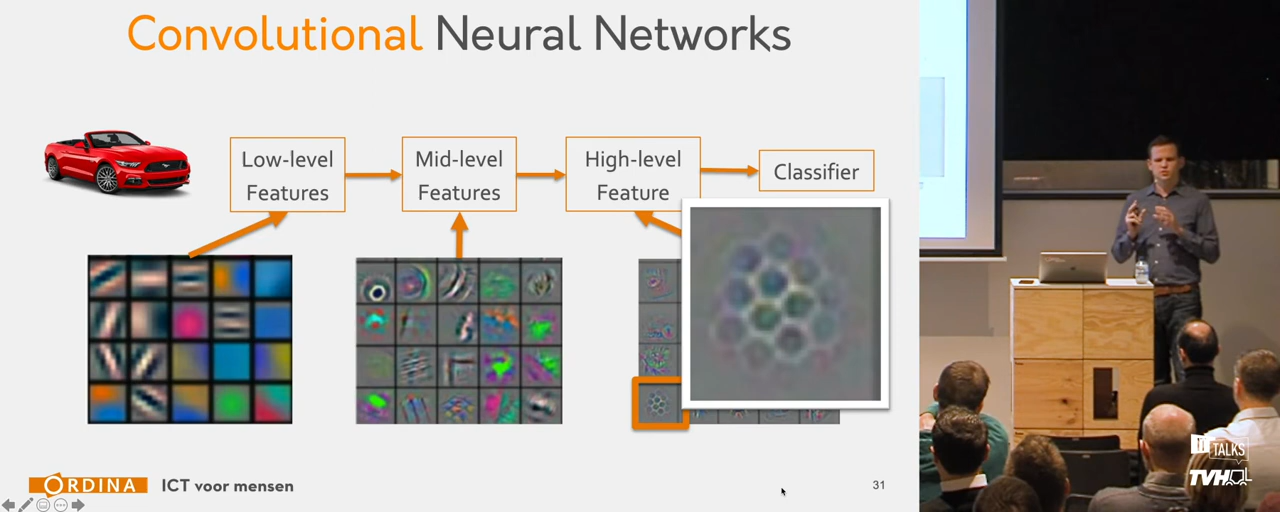 Convolutional Neural Networks
Low-level
Features
Mid-level
Features
High-level
Feature
Classifier
ORDINA
ICT voor mensen
31
IT
TALKS
TVH